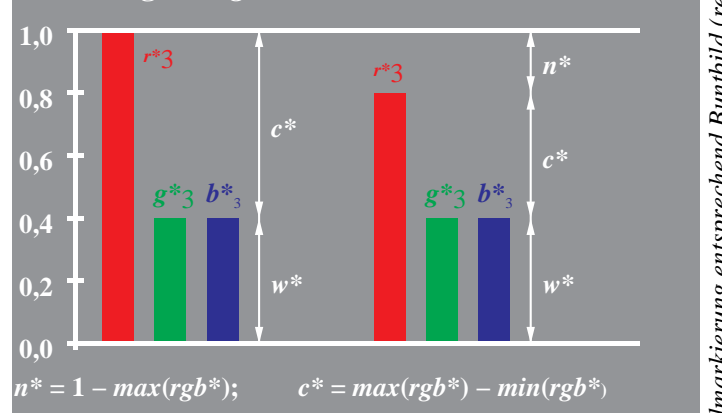 1,0
r*3
n*
r*3
0,8
c*
0,6
c*
g*3 b*3
g*3 b*3
0,4
w*
w*
0,2
0,0
n* = 1 – max(rgb*);
c* = max(rgb*) – min(rgb*)
entsprechend Buntbild